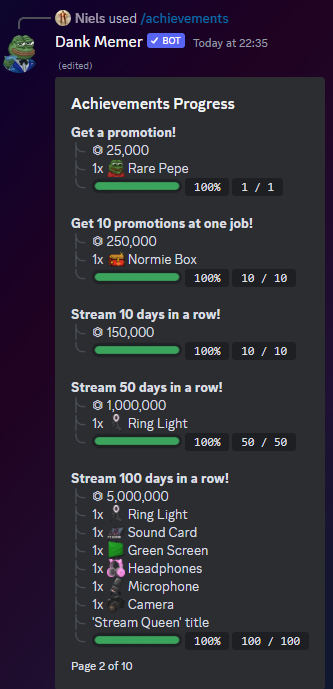 Niels used /achievements
Dank Memer ✓ BOT Today at 22:35
(edited)
Achievements Progress
Get a promotion!
25,000
1x Rare Pepe
100% 1 / 1
Get 10 promotions at one job!
250,000
1x Normie Box
100% 10 / 10
Stream 10 days in a row!
150,000
100% 10 / 10
Stream 50 days in a row!
1,000,000
1x Ring Light
100% 50 / 50
Stream 100 days in a row!
5,000,000
1x Ring Light
1x Sound Card
1x Green Screen
1x Headphones
1x Microphone
1x Camera
'Stream Queen' title
100% 100 / 100
Page 2 of 10